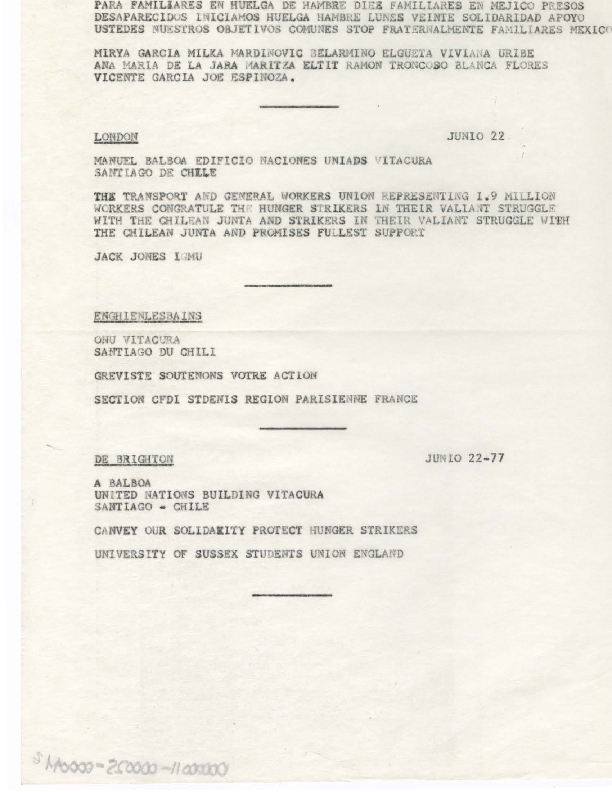 PARA FAMILIARES EN HUELGA DE HAMBRE DIEZ FAMILIARES EN MEJICO PRESOS
DESAPARECIDOS INICIAMOS HUELGA HAMBRE LUNES VEINTE SOLIDARIDAD APOYO
USTEDES NUESTROS OBJETIVOS COMUNES STOP FRATERNALMENTE FAMILIARES MEXICO
MIRYA GARCIA MILKA MARDINOVIC BELARMINO ELGUETA VIVIANA URIBE
ANA MARIA DE LA JARA MARITZA ELTIT RAMON TRONCOSO BLANCA FLORES
VICENTE GARCIA JOE ESPINOZA.
LONDON JUNIO 22
MANUEL BALBOA EDIFICIO NACIONES UNIADS VITACURA
SANTIAGO DE CHILE
THE TRANSPORT AND GENERAL WORKERS UNION REPRESENTING 1.9 MILLION
WORKERS CONGRATULE THE HUNGER STRIKERS IN THEIR VALIANT STRUGGLE
WITH THE CHILEAN JUNTA AND STRIKERS IN THEIR VALIANT STRUGGLE WITH
THE CHILEAN JUNTA AND PROMISES FULLEST SUPPORT
JACK JONES IGMU
ENGHIENLESBAINS
ONU VITACURA
SANTIAGO DU CHILI
GREVISTE SOUTENONS VOTRE ACTION
SECTION CFDI STDENIS REGION PARISIENNE FRANCE
DE BRIGHTON JUNIO 22-77
A BALBOA
UNITED NATIONS BUILDING VITACURA
SANTIAGO - CHILE
CANVEY OUR SOLIDARITY PROTECT HUNGER STRIKERS
UNIVERSITY OF SUSSEX STUDENTS UNION ENGLAND